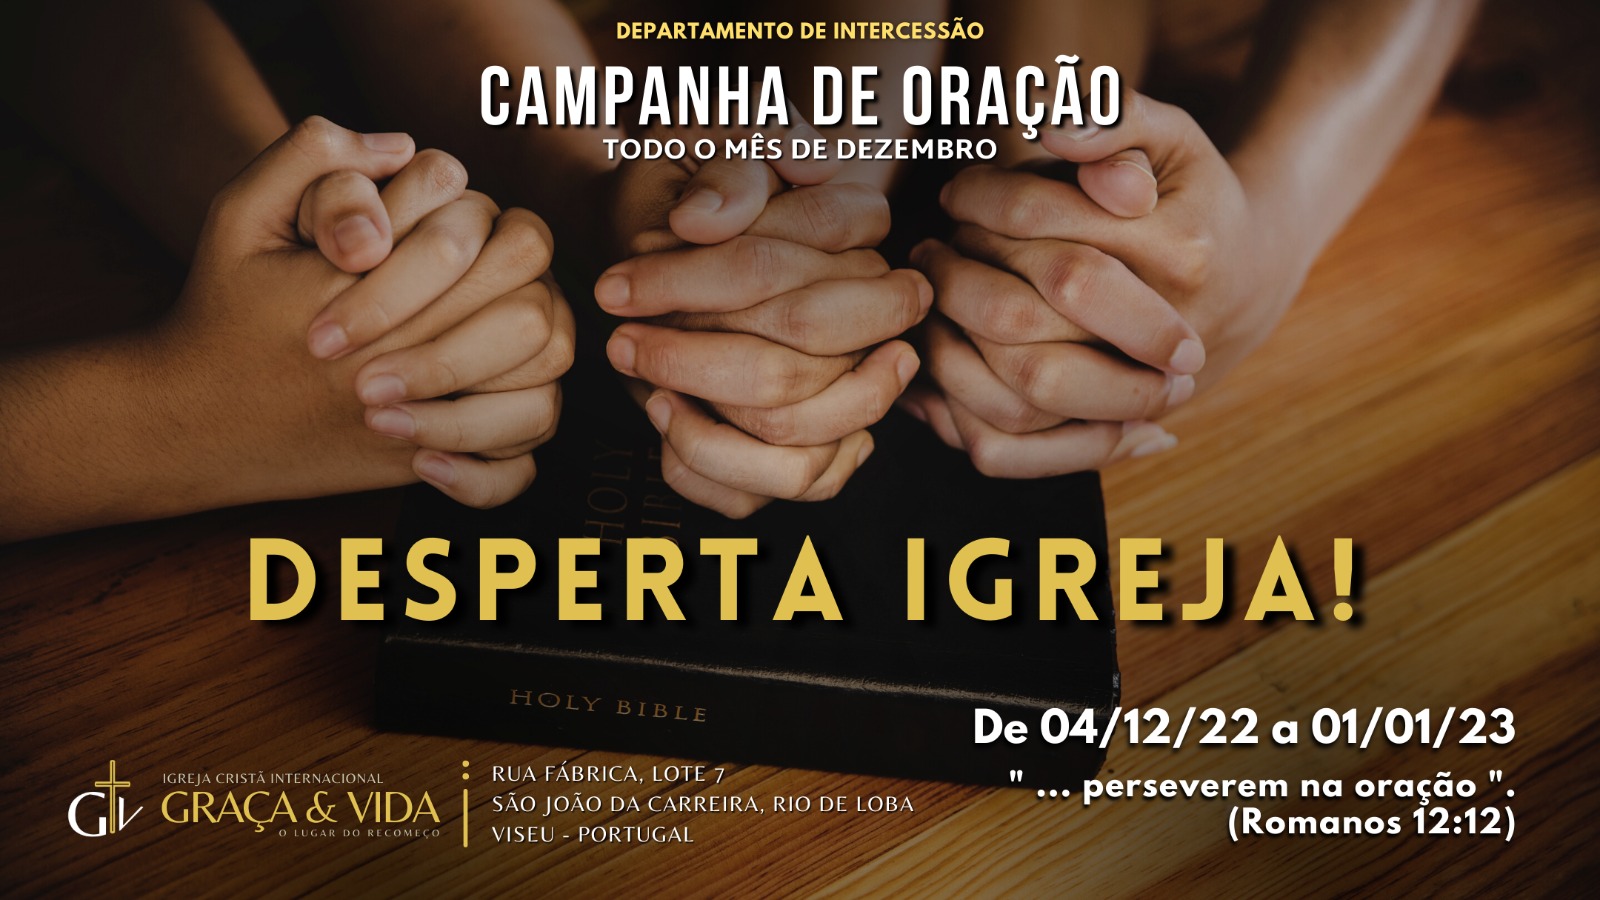 DEPARTAMENTO DE INTERCESSÃO
CAMPANHA DE ORAÇÃO
TODO O MÊS DE DEZEMBRO
HOLY
BIBLE
DESPERTA IGREJA!
HOLY BIBLE
De 04/12/22 a 01/01/23
" ... perseverem na oração ".
(Romanos 12:12)
GV
IGREJA CRISTÃ INTERNACIONAL
GRAÇA & VIDA
O LUGAR DO RECOMEÇO
RUA FÁBRICA, LOTE 7
SÃO JOÃO DA CARREIRA, RIO DE LOBA
VISEU - PORTUGAL